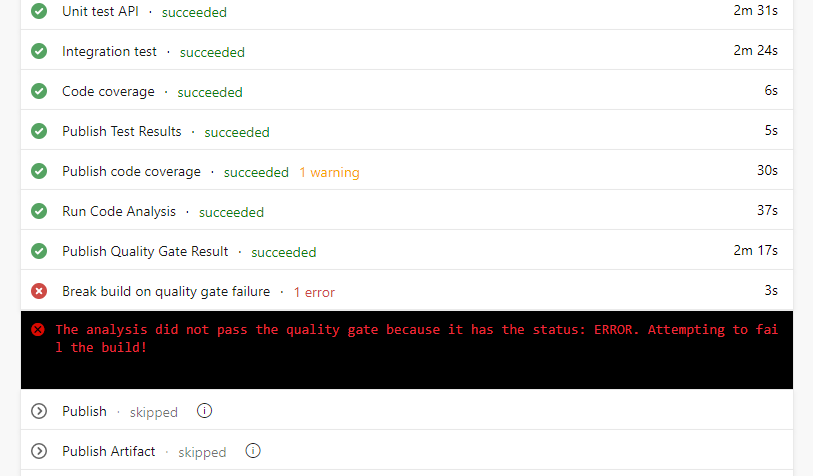 Unit test API · succeeded 2m 31s
Integration test · succeeded 2m 24s
Code coverage · succeeded 6s
Publish Test Results · succeeded 5s
Publish code coverage · succeeded 1 warning 30s
Run Code Analysis · succeeded 37s
Publish Quality Gate Result · succeeded 2m 17s
Break build on quality gate failure · 1 error 3s
The analysis did not pass the quality gate because it has the status: ERROR. Attempting to fai
l the build!
Publish · skipped
Publish Artifact · skipped